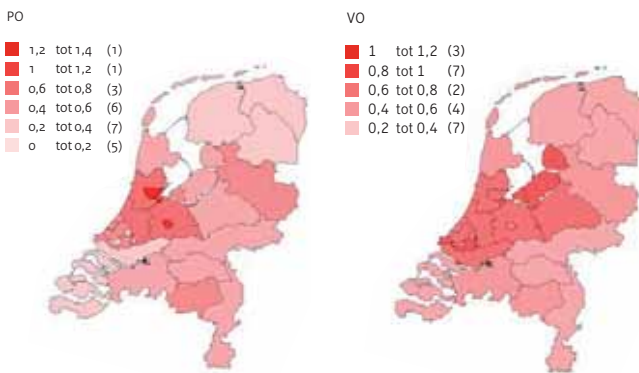 PO
1,2 tot 1,4 (1)
1 tot 1,2 (1)
0,6 tot 0,8 (3)
0,4 tot 0,6 (6)
0,2 tot 0,4 (7)
0 tot 0,2 (5)
VO
1 tot 1,2 (3)
0,8 tot 1 (7)
0,6 tot 0,8 (2)
0,4 tot 0,6 (4)
0,2 tot 0,4 (7)